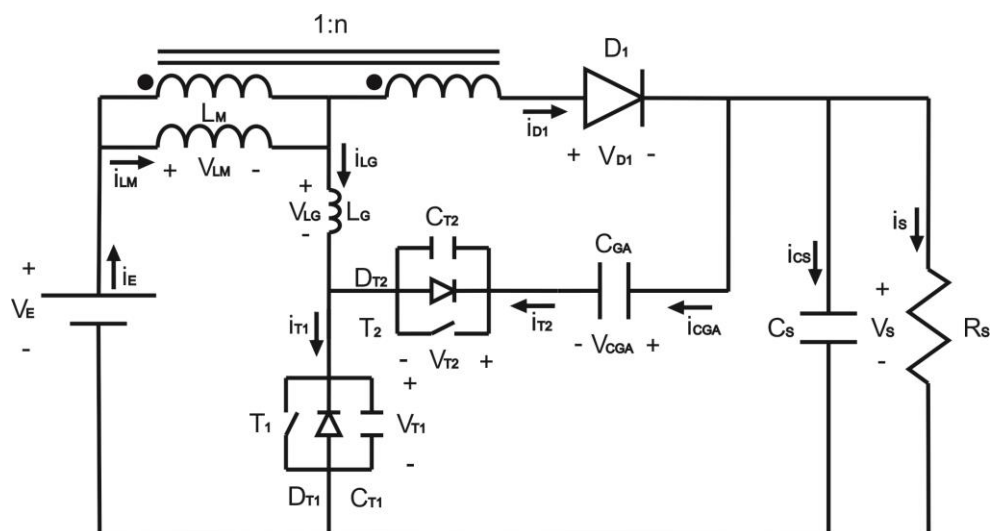 1:n
D1
LM
iD1
+ VD1 -
iLM
+ VLM -
iLG
+
VLG
-
LG
CT2
CGA
iE
+
VE
-
DT2
iT1
T2
- VT2 +
iT2
- VCGA +
iCGA
iCS
iS
CS
+
VS
-
RS
T1
+
VT1
-
DT1
CT1